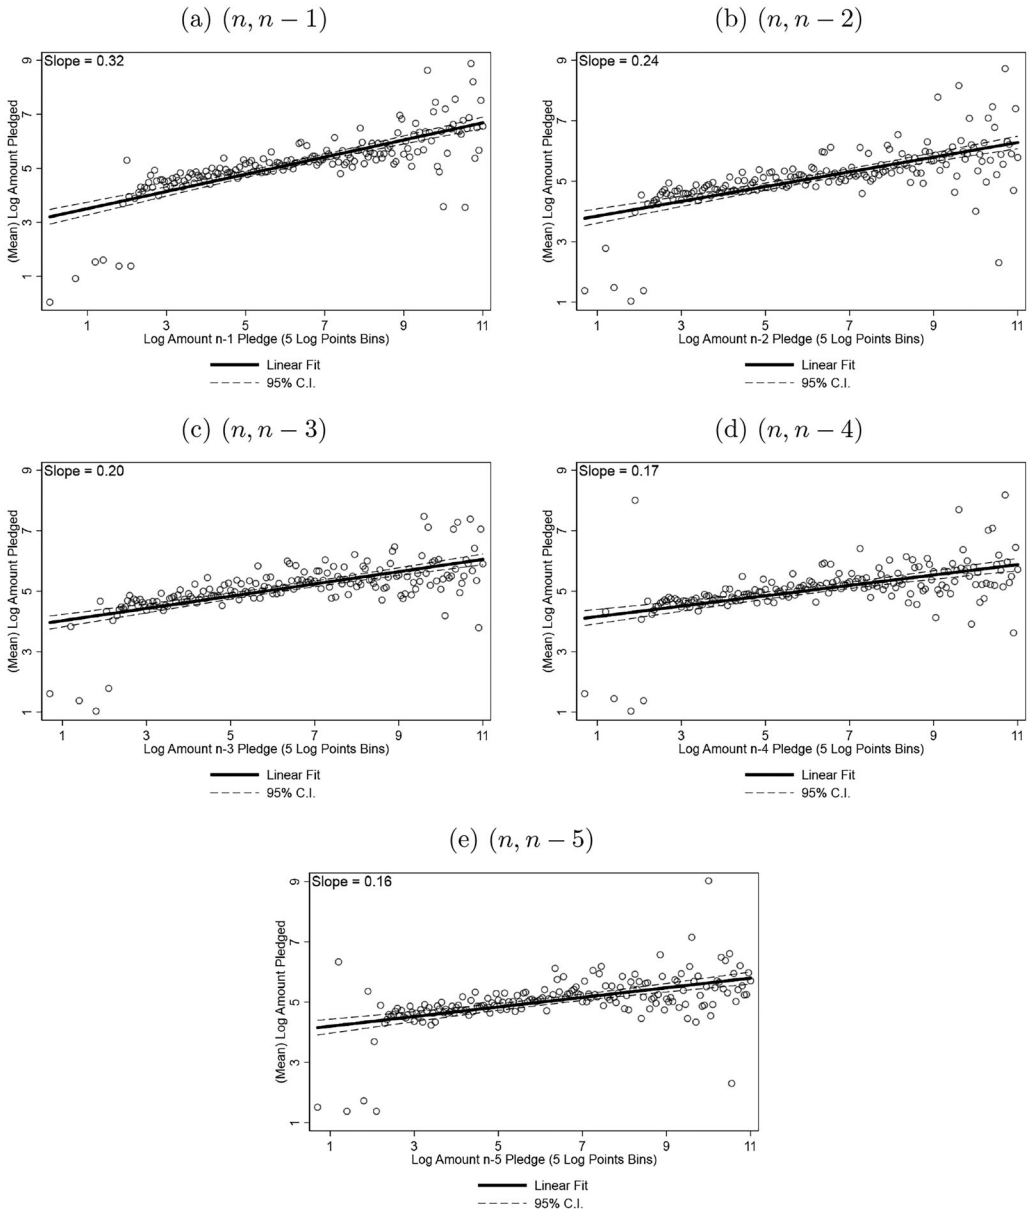 (a) (n, n − 1)
Slope = 0.32
(Mean) Log Amount Pledged
9
7
5
3
1
1 3 5 7 9 11
Log Amount n-1 Pledge (5 Log Points Bins)
Linear Fit
95% C.I.
(b) (n, n − 2)
Slope = 0.24
(Mean) Log Amount Pledged
9
7
5
3
1
1 3 5 7 9 11
Log Amount n-2 Pledge (5 Log Points Bins)
Linear Fit
95% C.I.
(c) (n, n − 3)
Slope = 0.20
(Mean) Log Amount Pledged
9
7
5
3
1
1 3 5 7 9 11
Log Amount n-3 Pledge (5 Log Points Bins)
Linear Fit
95% C.I.
(d) (n, n − 4)
Slope = 0.17
(Mean) Log Amount Pledged
9
7
5
3
1
1 3 5 7 9 11
Log Amount n-4 Pledge (5 Log Points Bins)
Linear Fit
95% C.I.
(e) (n, n − 5)
Slope = 0.16
(Mean) Log Amount Pledged
9
7
5
3
1
1 3 5 7 9 11
Log Amount n-5 Pledge (5 Log Points Bins)
Linear Fit
95% C.I.